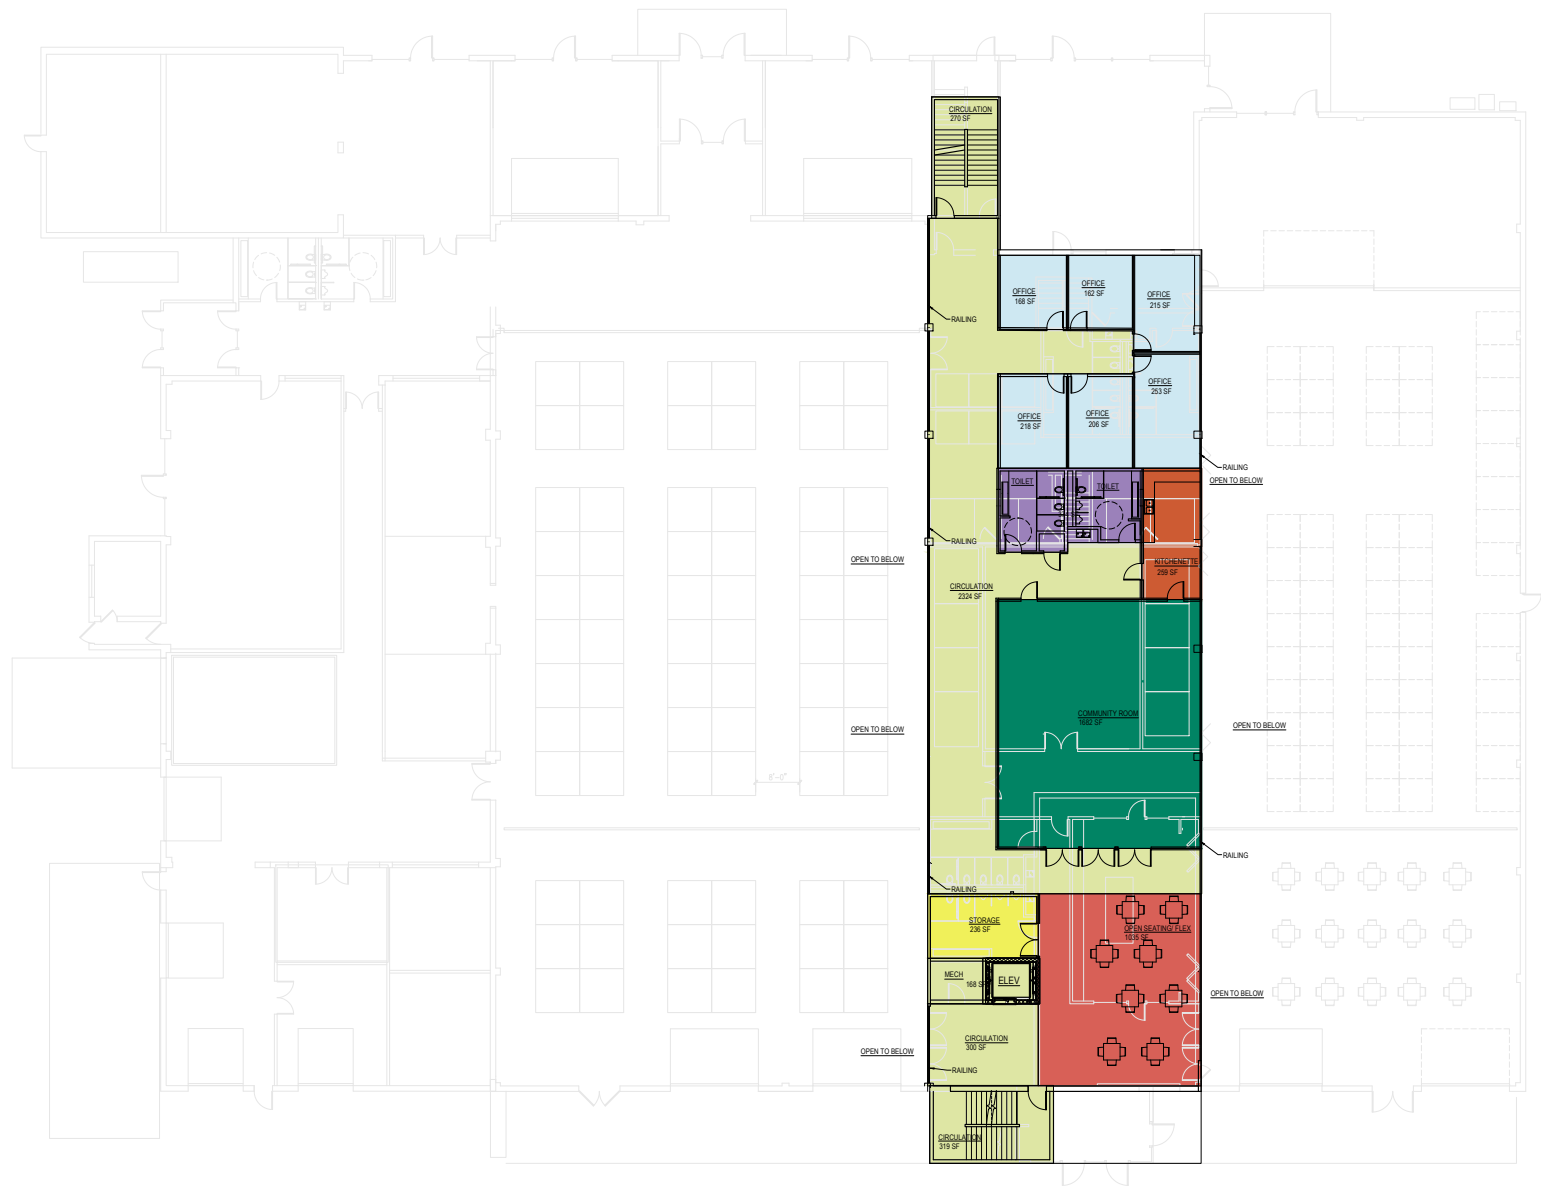 CIRCULATION
270 SF
OFFICE
168 SF
OFFICE
162 SF
OFFICE
215 SF
RAILING
OFFICE
218 SF
OFFICE
206 SF
OFFICE
253 SF
RAILING
OPEN TO BELOW
TOILET
TOILET
RAILING
OPEN TO BELOW
KITCHENETTE
259 SF
CIRCULATION
2324 SF
COMMUNITY ROOM
1682 SF
OPEN TO BELOW
OPEN TO BELOW
8'-0"
RAILING
RAILING
STORAGE
236 SF
OPEN SEATING/ FLEX
1035 SF
MECH
168 SF
ELEV
OPEN TO BELOW
CIRCULATION
300 SF
OPEN TO BELOW
RAILING
CIRCULATION
319 SF